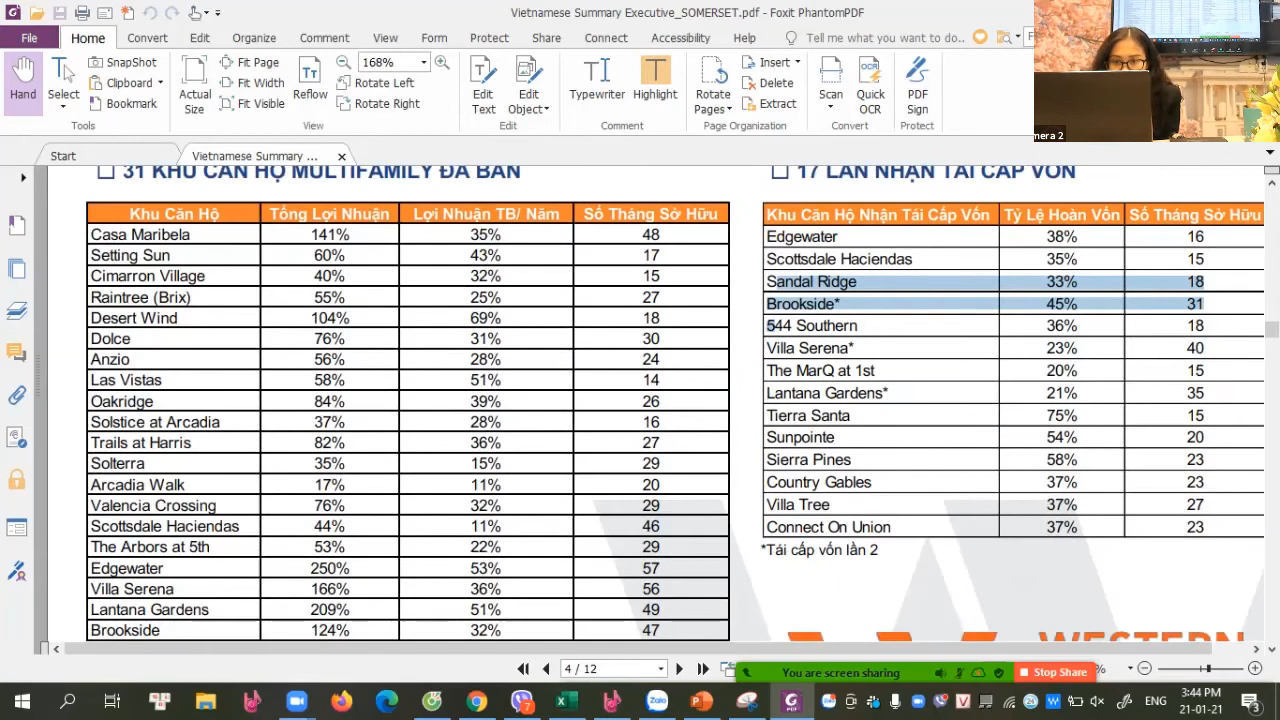 Vietnamese Summary Executive_SOMERSET.pdf - Foxit PhantomPDF
File Home Convert Edit Organize Comment View Form Protect Share Connect Accessibility Help Tell me what you want to do..
Hand
Select
SnapShot
Clipboard
Bookmark
Tools
Actual Size
Fit Page
Fit Width
Fit Visible
Reflow
168%
Rotate Left
Rotate Right
View
Edit Text
Edit Object
Edit
Typewriter
Highlight
Comment
Rotate Pages
Insert
Delete
Extract
Page Organization
Scan
Quick OCR
Convert
PDF Sign
Protect
mera 2
Start
Vietnamese Summary ...
31 KHU CĂN HỘ MULTIFAMILY ĐÃ BÁN
Khu Căn Hộ Tổng Lợi Nhuận Lợi Nhuận TB/ Năm Số Tháng Sở Hữu
Casa Maribela 141% 35% 48
Setting Sun 60% 43% 17
Cimarron Village 40% 32% 15
Raintree (Brix) 55% 25% 27
Desert Wind 104% 69% 18
Dolce 76% 31% 30
Anzio 56% 28% 24
Las Vistas 58% 51% 14
Oakridge 84% 39% 26
Solstice at Arcadia 37% 28% 16
Trails at Harris 82% 36% 27
Solterra 35% 15% 29
Arcadia Walk 17% 11% 20
Valencia Crossing 76% 32% 29
Scottsdale Haciendas 44% 11% 46
The Arbors at 5th 53% 22% 29
Edgewater 250% 53% 57
Villa Serena 166% 36% 56
Lantana Gardens 209% 51% 49
Brookside 124% 32% 47
17 LẦN NHẬN TÁI CẤP VỐN
Khu Căn Hộ Nhận Tái Cấp Vốn Tỷ Lệ Hoàn Vốn Số Tháng Sở Hữu
Edgewater 38% 16
Scottsdale Haciendas 35% 15
Sandal Ridge 33% 18
Brookside* 45% 31
544 Southern 36% 18
Villa Serena* 23% 40
The MarQ at 1st 20% 15
Lantana Gardens* 21% 35
Tierra Santa 75% 15
Sunpointe 54% 20
Sierra Pines 58% 23
Country Gables 37% 23
Villa Tree 37% 27
Connect On Union 37% 23
*Tái cấp vốn lần 2
WESTERN
4 / 12
You are screen sharing
Stop Share
%
ENG
3:44 PM
21-01-21